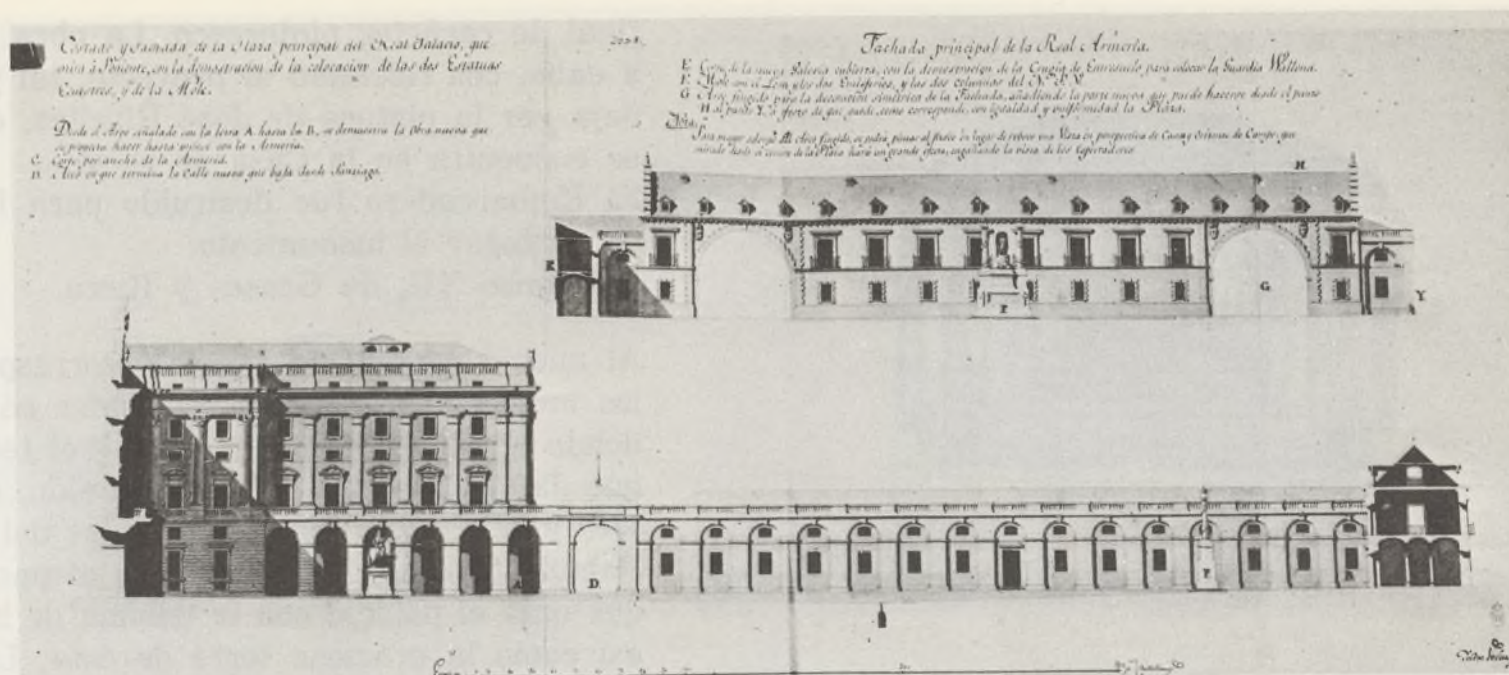 Costado y Fachada de la Plaza principal del Real Palacio, que
mira à Poniente, con la demostracion de la colocacion de las dos Estatuas
Equestres, y de la Mole.
Desde el Arco señalado con la letra A. hasta la B, se demuestra la Obra nueva que
se proyecta hacer hasta unirse con la Armeria.
C. Corte por ancho de la Armeria.
D. Arco en que termina la Calle nueva que baja desde Santiago.
Fachada principal de la Real Armeria.
E. Corte de la nueva Galeria cubierta, con la demostracion de la Crugia de Entresuelo para colocar la Guardia Wallona.
F. Mole con el Leon y los dos Emisferios, y las dos columnas del N. P. V.
G. Arco fingido para la decoracion simetrica de la Fachada, añadiendo la parte nueva que puede hacerse desde el punto
H. al punto Y. a efecto de que quede, como corresponde, con igualdad y uniformidad la Plaza.
Nota.
Para mayor adorno del Arco fingido, se podrá pintar al fresco en lugar de una Vista en perspectiva de Casas y Delicias de Campo, que
mirado desde el centro de la Plaza hará un grande efecto, engañando la vista de los espectadores.
H
E
G
F
Y
A
D
F
B